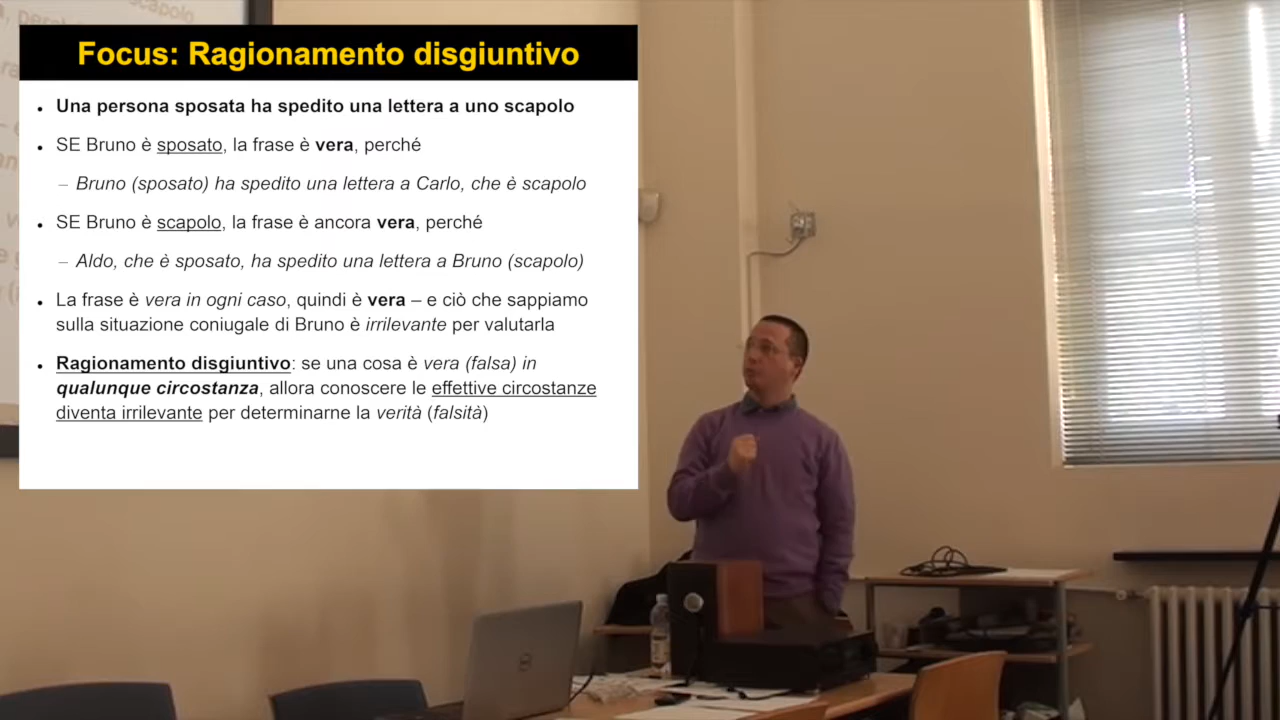 Focus: Ragionamento disgiuntivo
• Una persona sposata ha spedito una lettera a uno scapolo
• SE Bruno è sposato, la frase è vera, perché
– Bruno (sposato) ha spedito una lettera a Carlo, che è scapolo
• SE Bruno è scapolo, la frase è ancora vera, perché
– Aldo, che è sposato, ha spedito una lettera a Bruno (scapolo)
• La frase è vera in ogni caso, quindi è vera – e ciò che sappiamo
sulla situazione coniugale di Bruno è irrilevante per valutarla
• Ragionamento disgiuntivo: se una cosa è vera (falsa) in
qualunque circostanza, allora conoscere le effettive circostanze
diventa irrilevante per determinarne la verità (falsità)